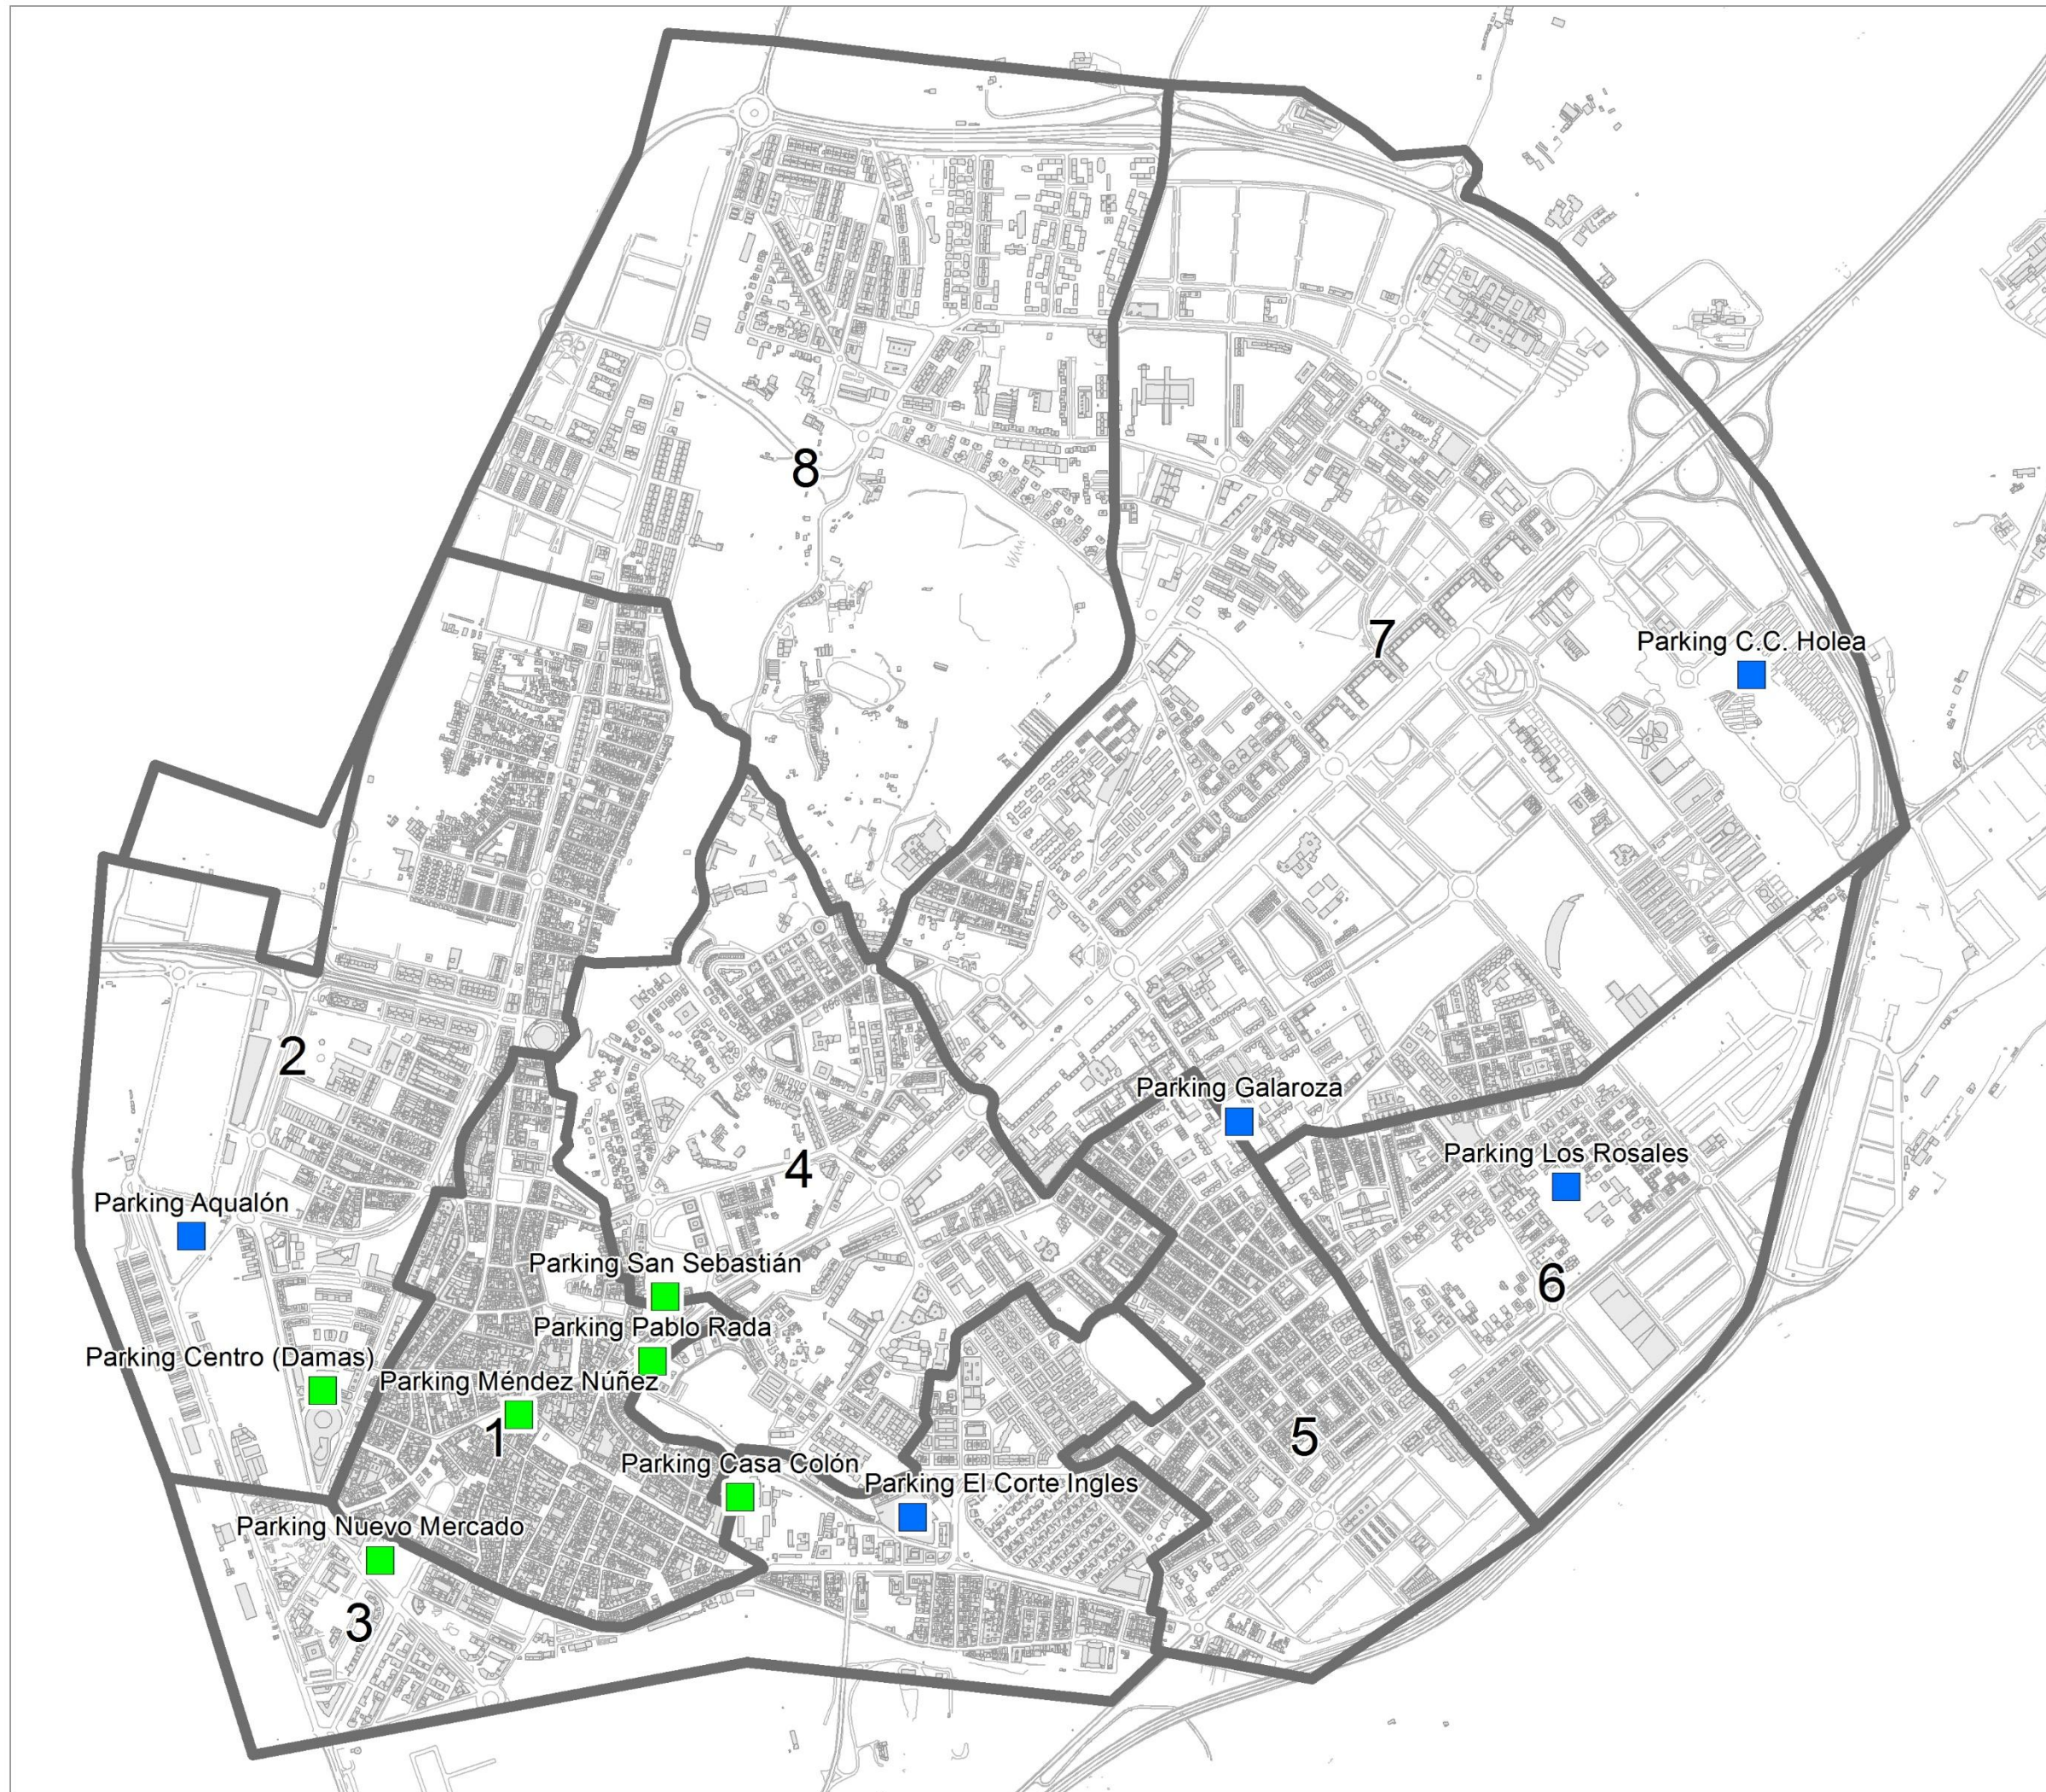 8
7
Parking C.C. Holea
2
Parking Galaroza
4
Parking Los Rosales
Parking Aqualón
Parking San Sebastián
6
Parking Pablo Rada
Parking Centro (Damas)
Parking Méndez Núñez
1
5
Parking Casa Colón
Parking El Corte Ingles
Parking Nuevo Mercado
3